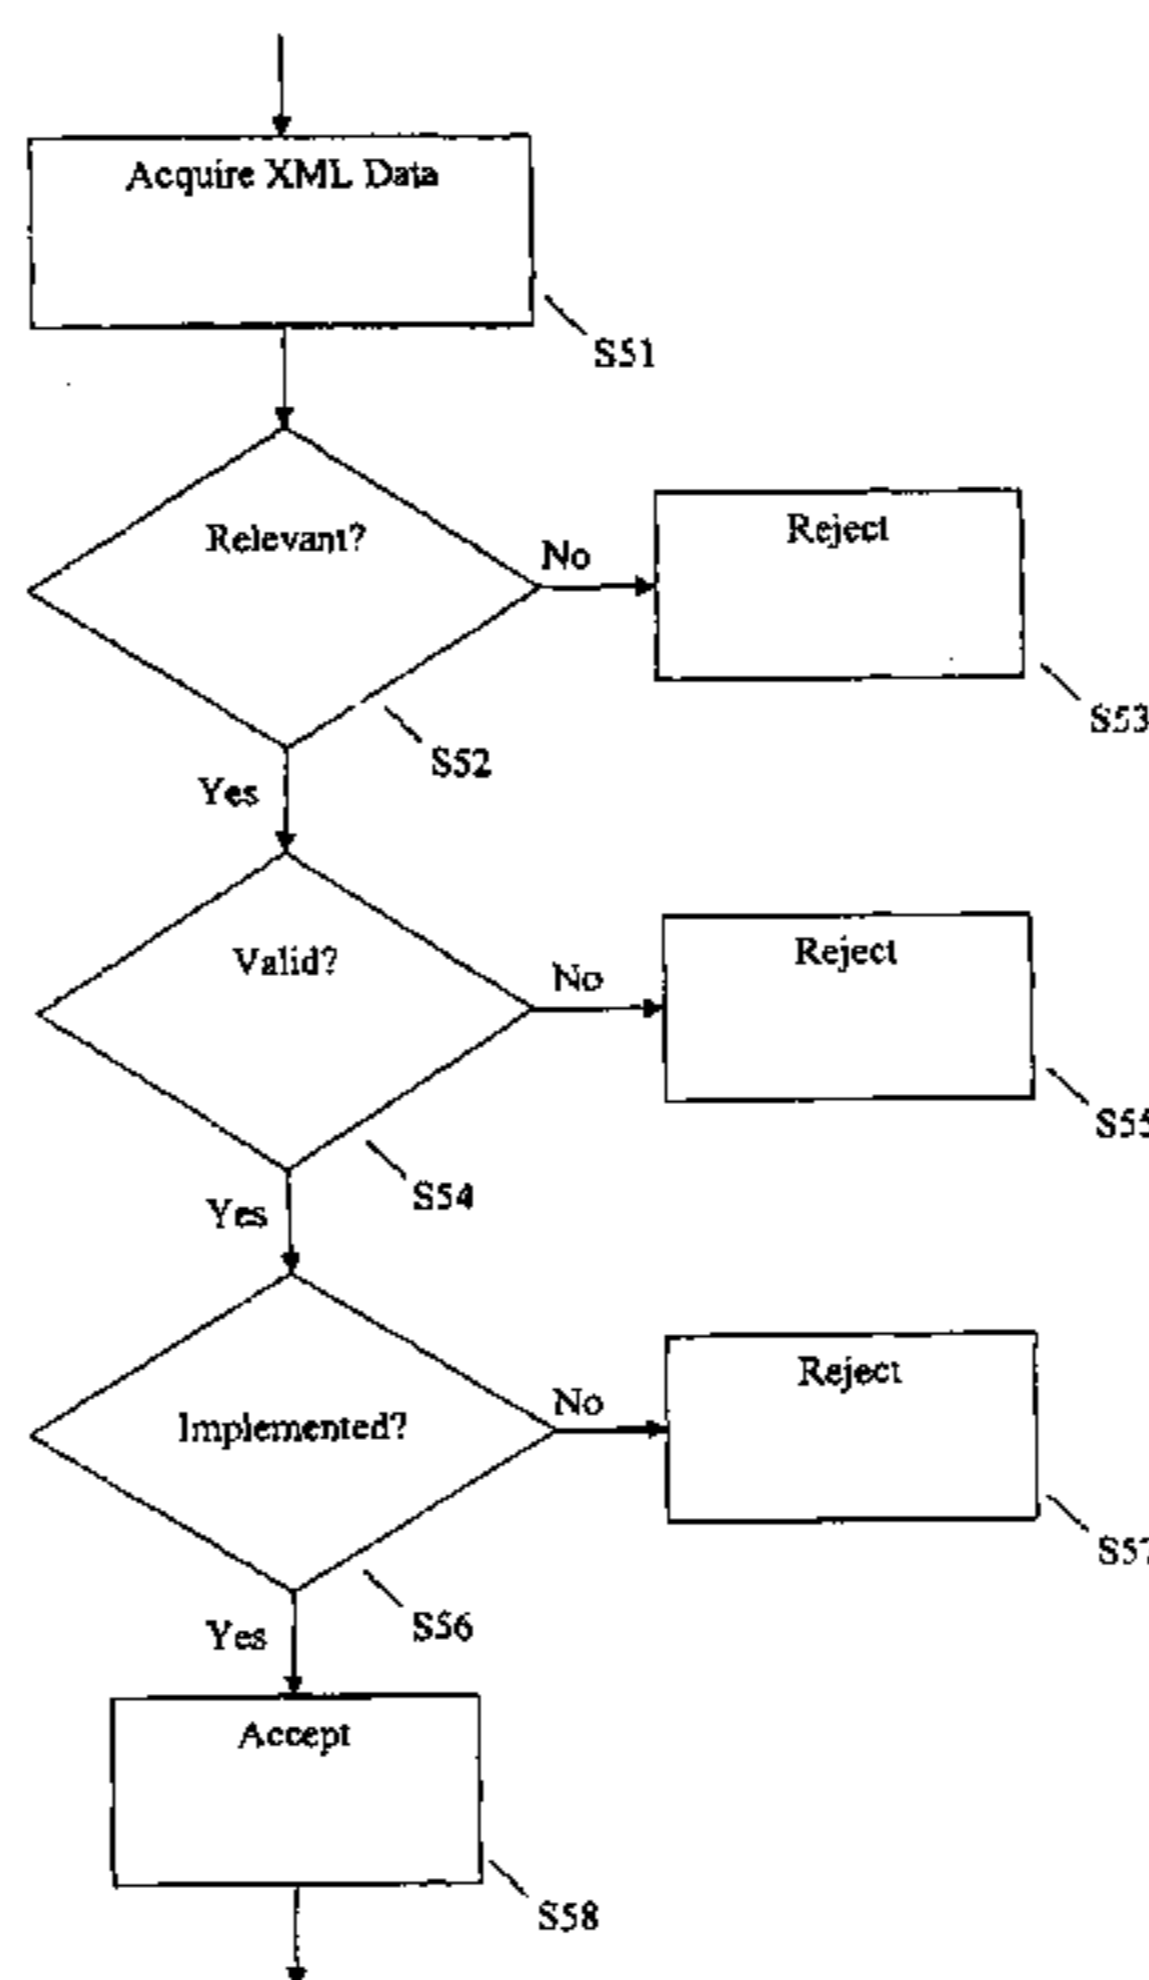 Acquire XML Data
S51
Relevant?
No
Reject
S53
S52
Yes
Valid?
No
Reject
S55
S54
Yes
Implemented?
No
Reject
S57
S56
Yes
Accept
S58